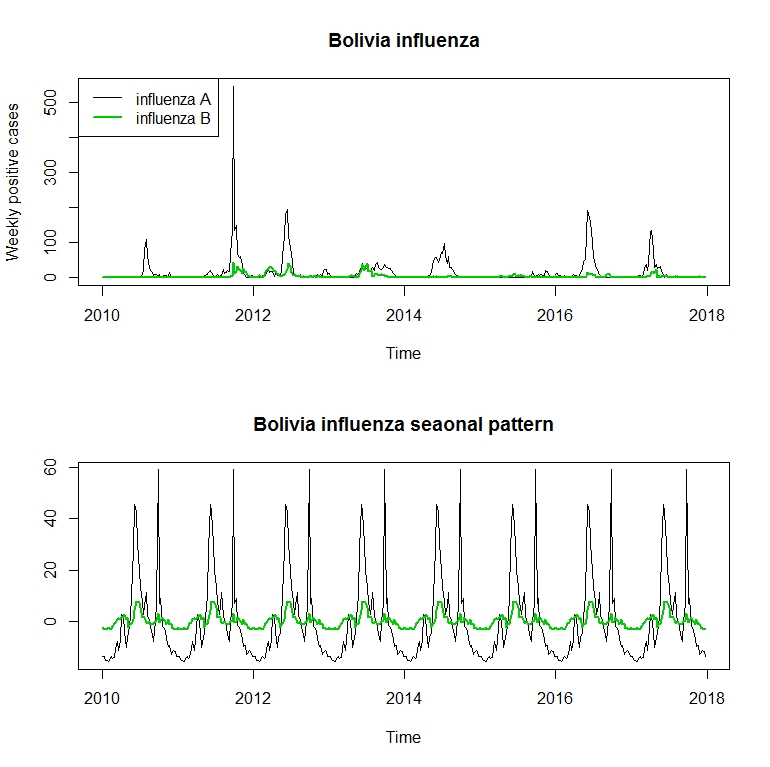 Bolivia influenza
Weekly positive cases
500
300
100
0
influenza A
influenza B
2010 2012 2014 2016 2018
Time
Bolivia influenza seaonal pattern
60
40
20
0
2010 2012 2014 2016 2018
Time